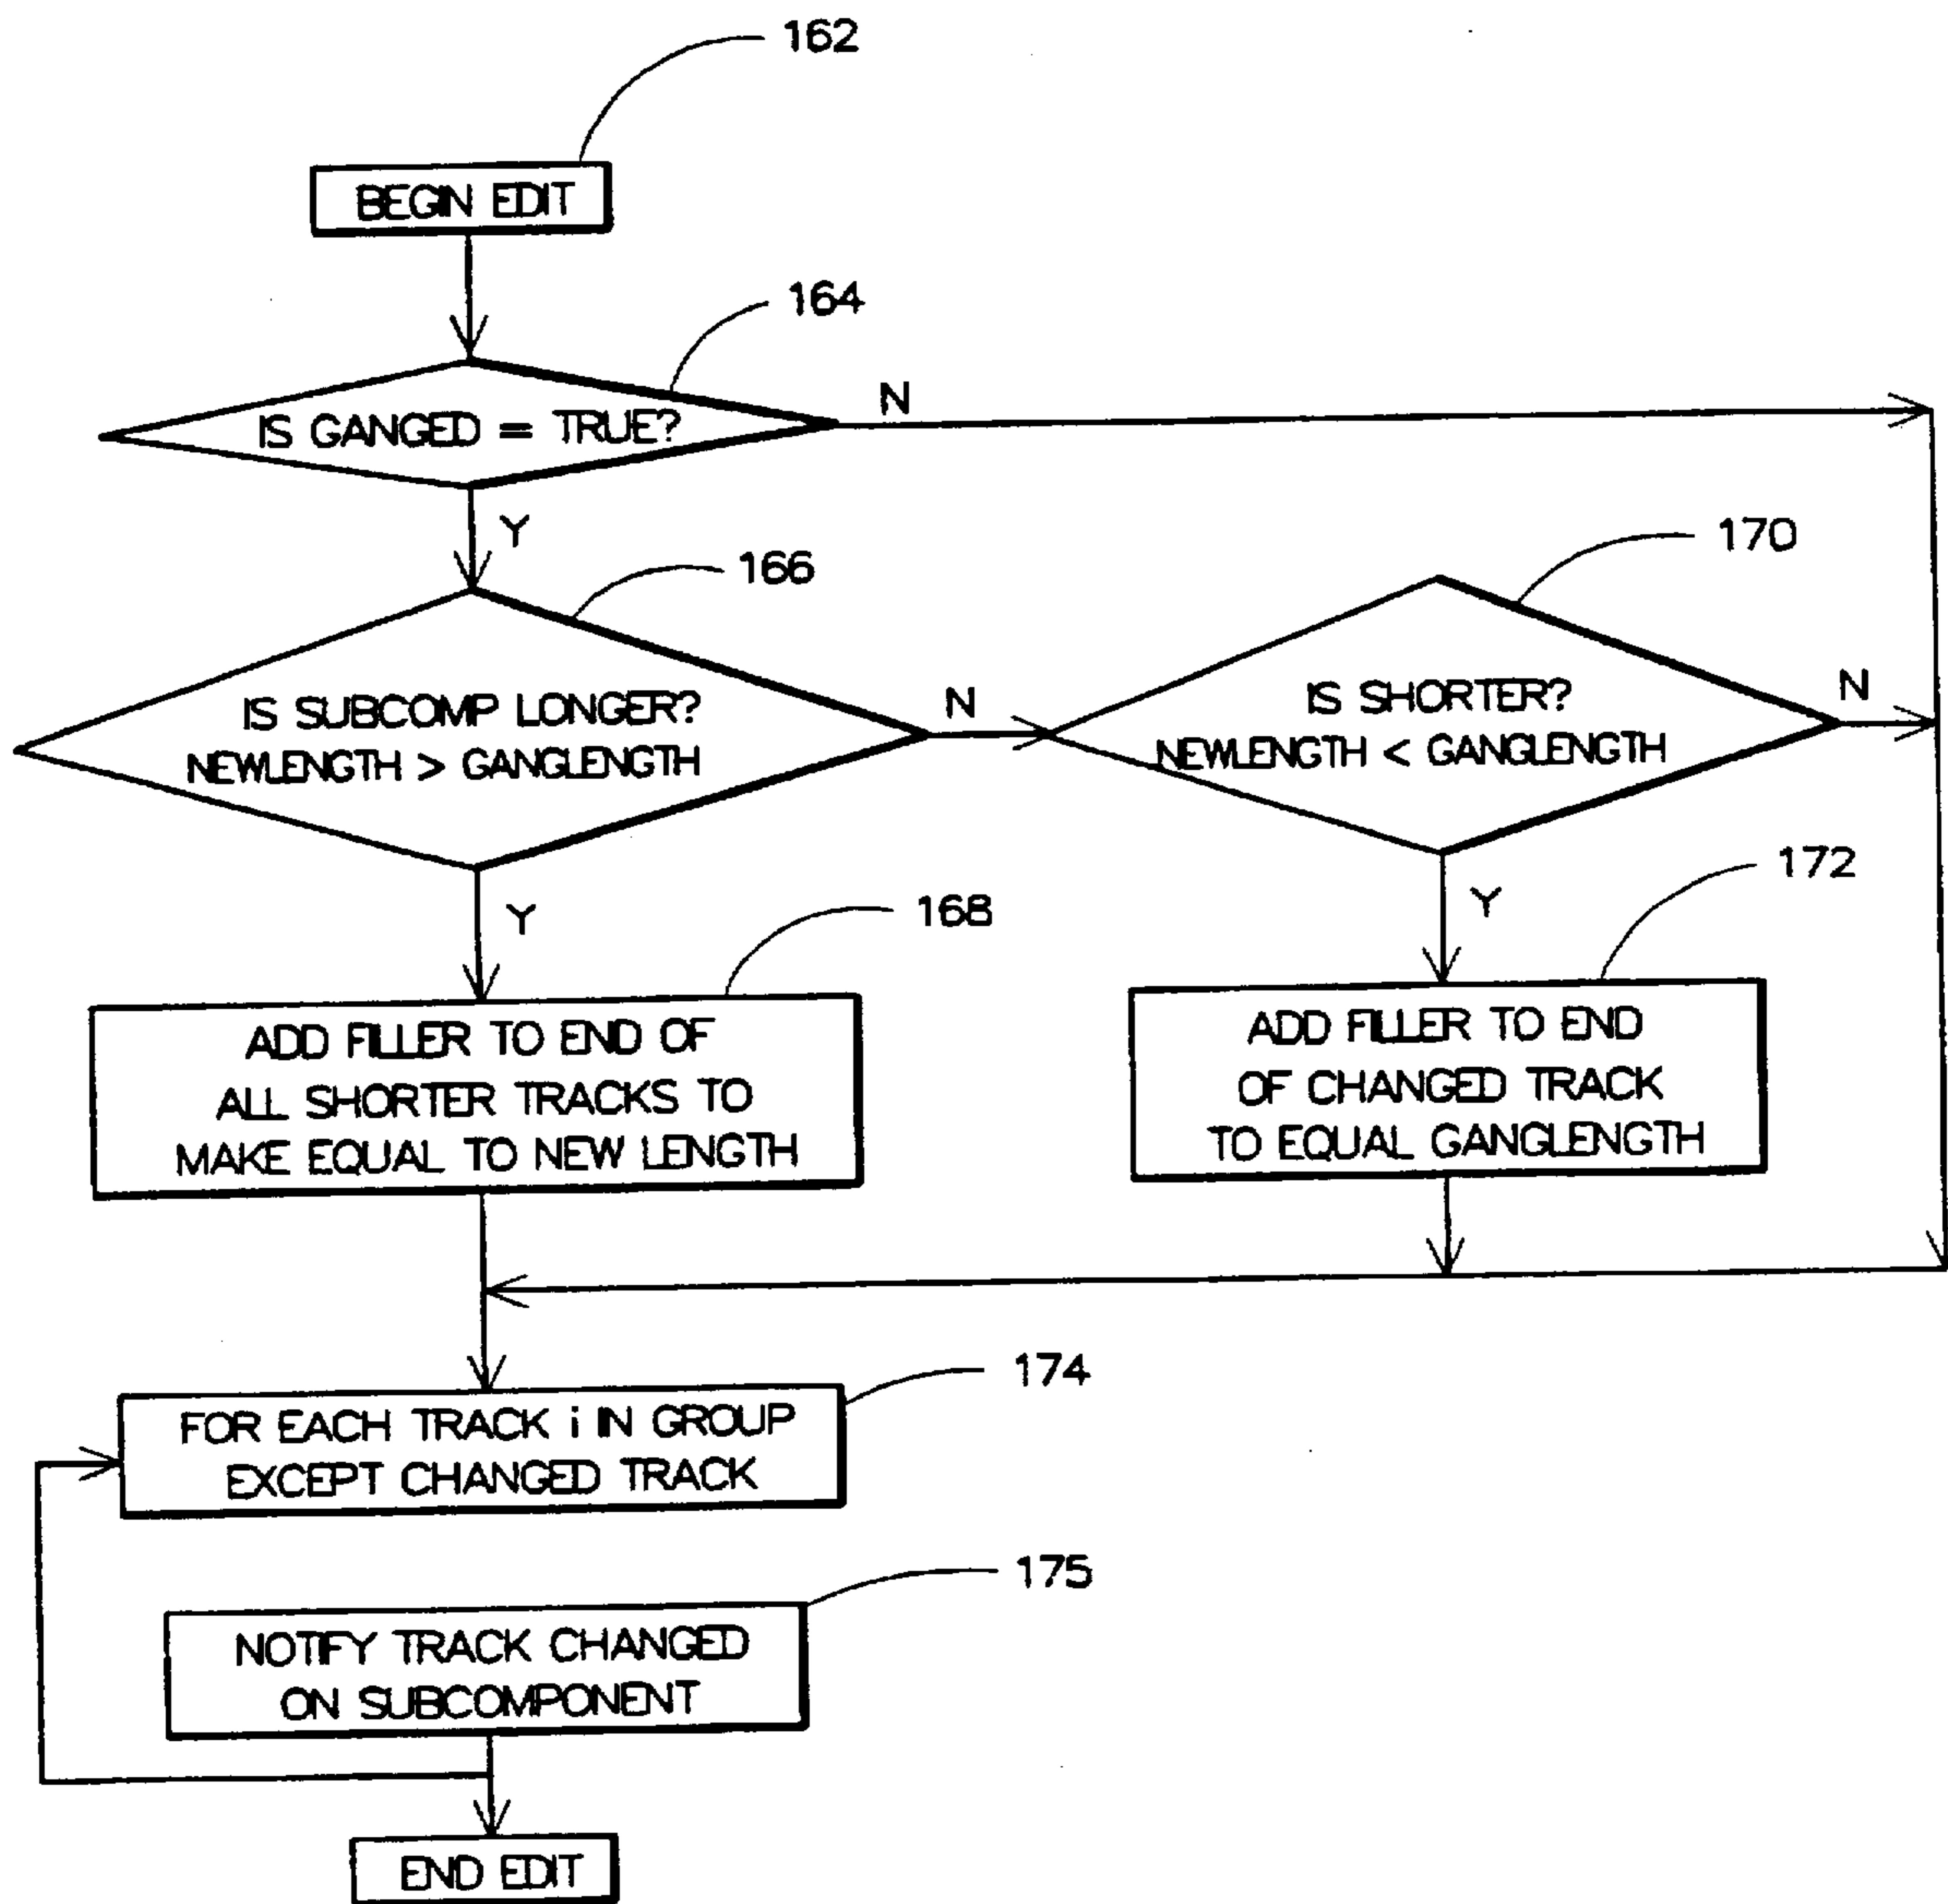 162
BEGIN EDIT
164
IS GANGED = TRUE?
N
Y
166
170
IS SUBCOMP LONGER?
NEWLENGTH > GANGLENGTH
N
IS SHORTER?
NEWLENGTH < GANGLENGTH
N
Y
168
Y
172
ADD FILLER TO END OF
ALL SHORTER TRACKS TO
MAKE EQUAL TO NEW LENGTH
ADD FILLER TO END
OF CHANGED TRACK
TO EQUAL GANGLENGTH
174
FOR EACH TRACK i IN GROUP
EXCEPT CHANGED TRACK
175
NOTIFY TRACK CHANGED
ON SUBCOMPONENT
END EDIT